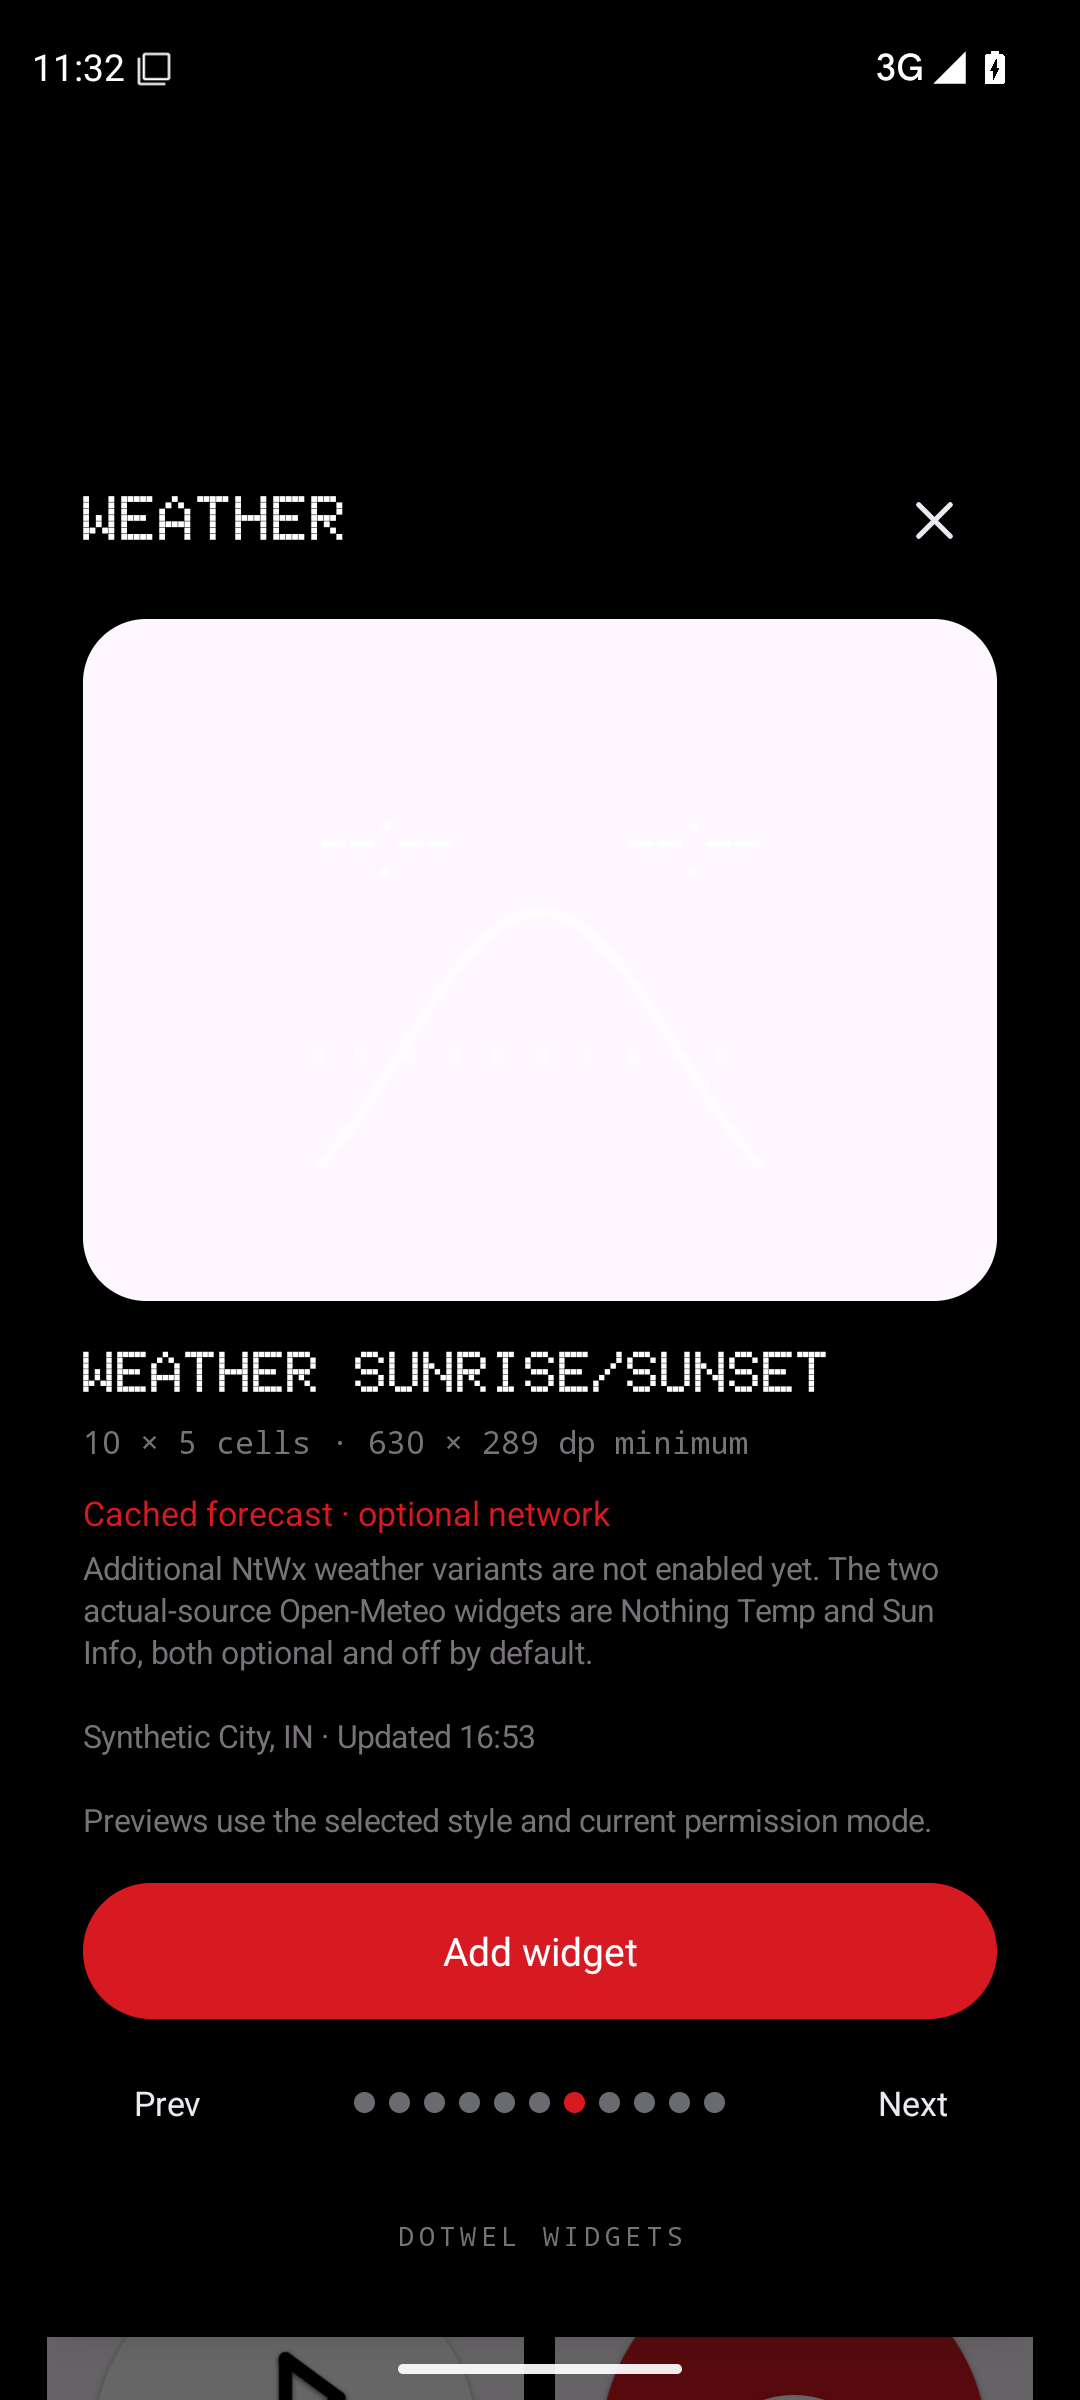 11:32
3G
WEATHER
--:-- --:--
WEATHER SUNRISE/SUNSET
10 × 5 cells · 630 × 289 dp minimum
Cached forecast · optional network
Additional NtWx weather variants are not enabled yet. The two
actual-source Open-Meteo widgets are Nothing Temp and Sun
Info, both optional and off by default.
Synthetic City, IN · Updated 16:53
Previews use the selected style and current permission mode.
Add widget
Prev
Next
DOTWEL WIDGETS